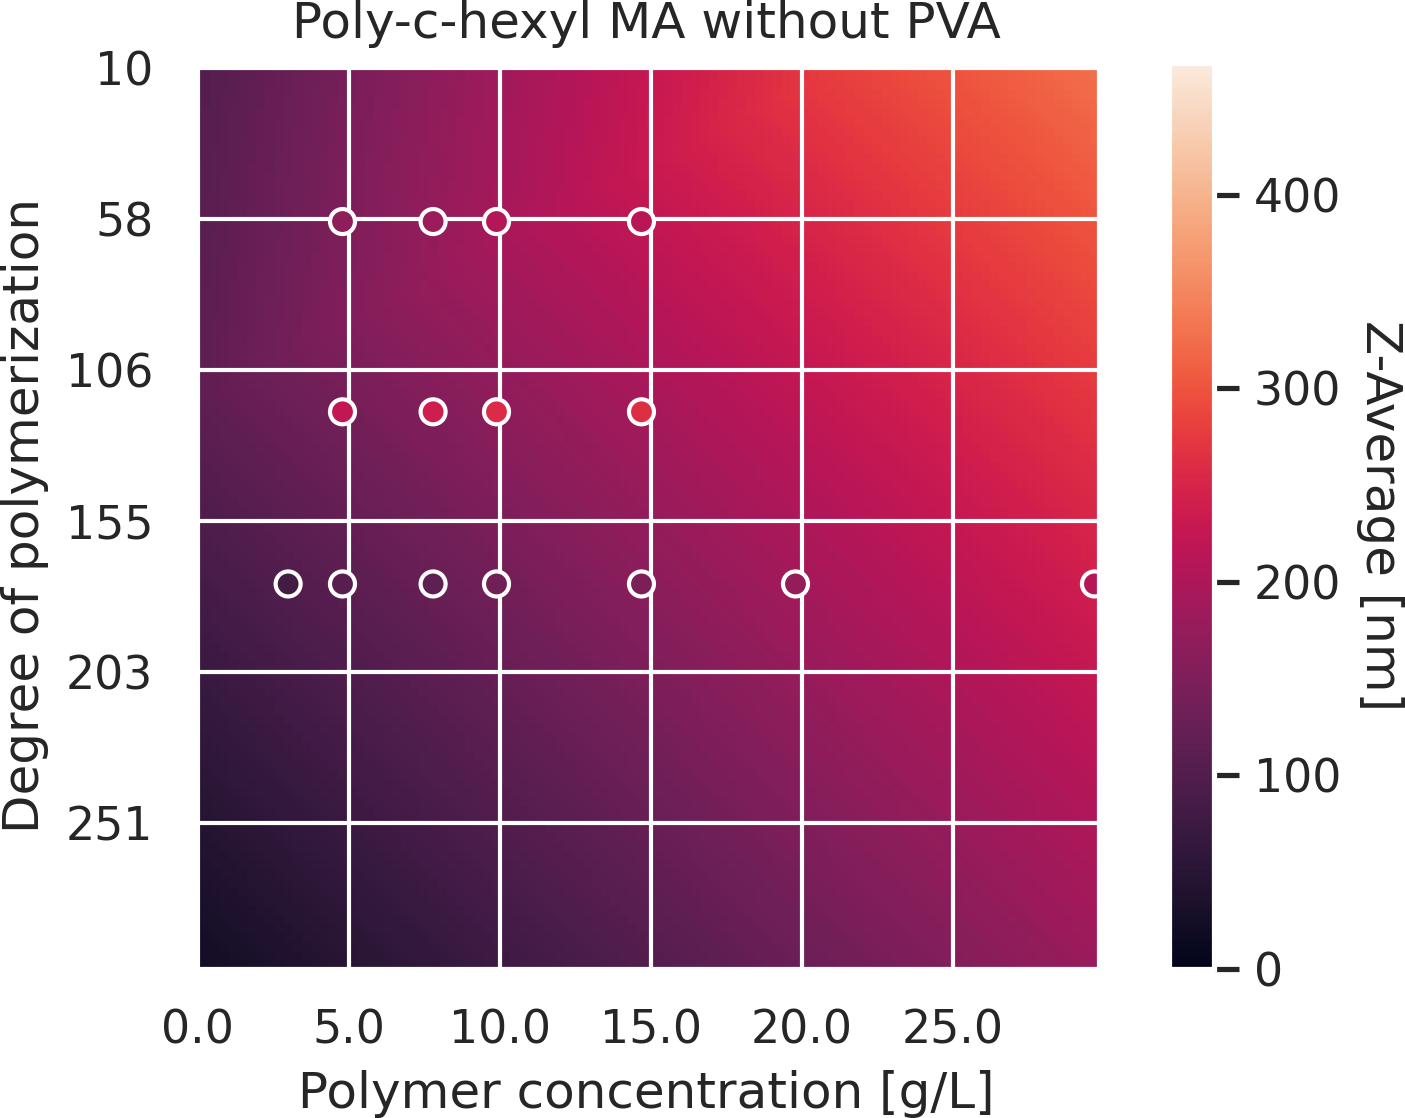 Poly-c-hexyl MA without PVA
10
58
106
155
203
251
Degree of polymerization
0.0 5.0 10.0 15.0 20.0 25.0
Polymer concentration [g/L]
400
300
200
100
0
Z-Average [nm]